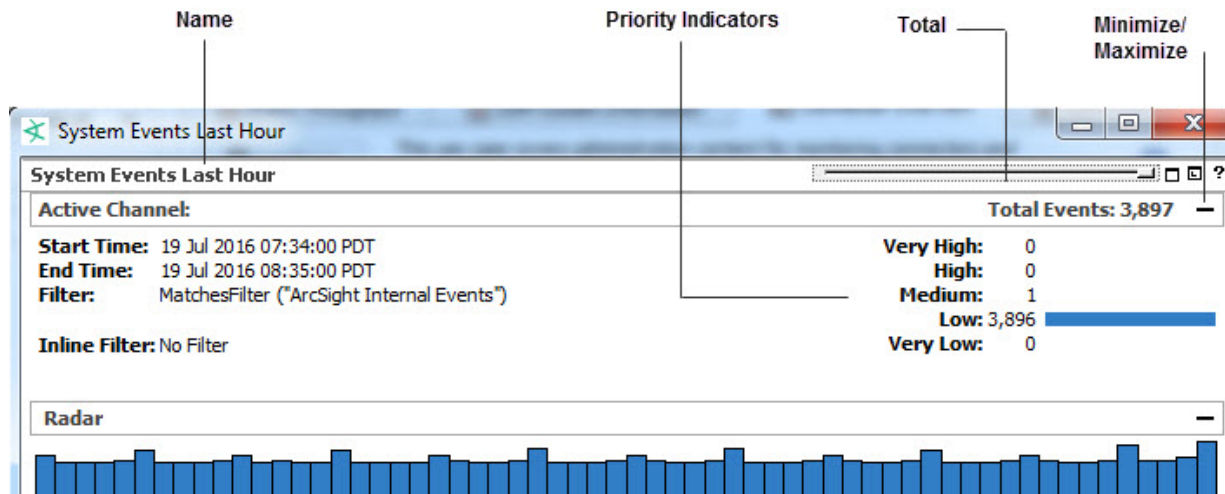 Name
Priority Indicators
Total
Minimize/
Maximize
System Events Last Hour
System Events Last Hour
?
Active Channel:
Total Events: 3,897
Start Time: 19 Jul 2016 07:34:00 PDT
End Time: 19 Jul 2016 08:35:00 PDT
Filter: MatchesFilter ("ArcSight Internal Events")
Inline Filter: No Filter
Very High: 0
High: 0
Medium: 1
Low: 3,896
Very Low: 0
Radar